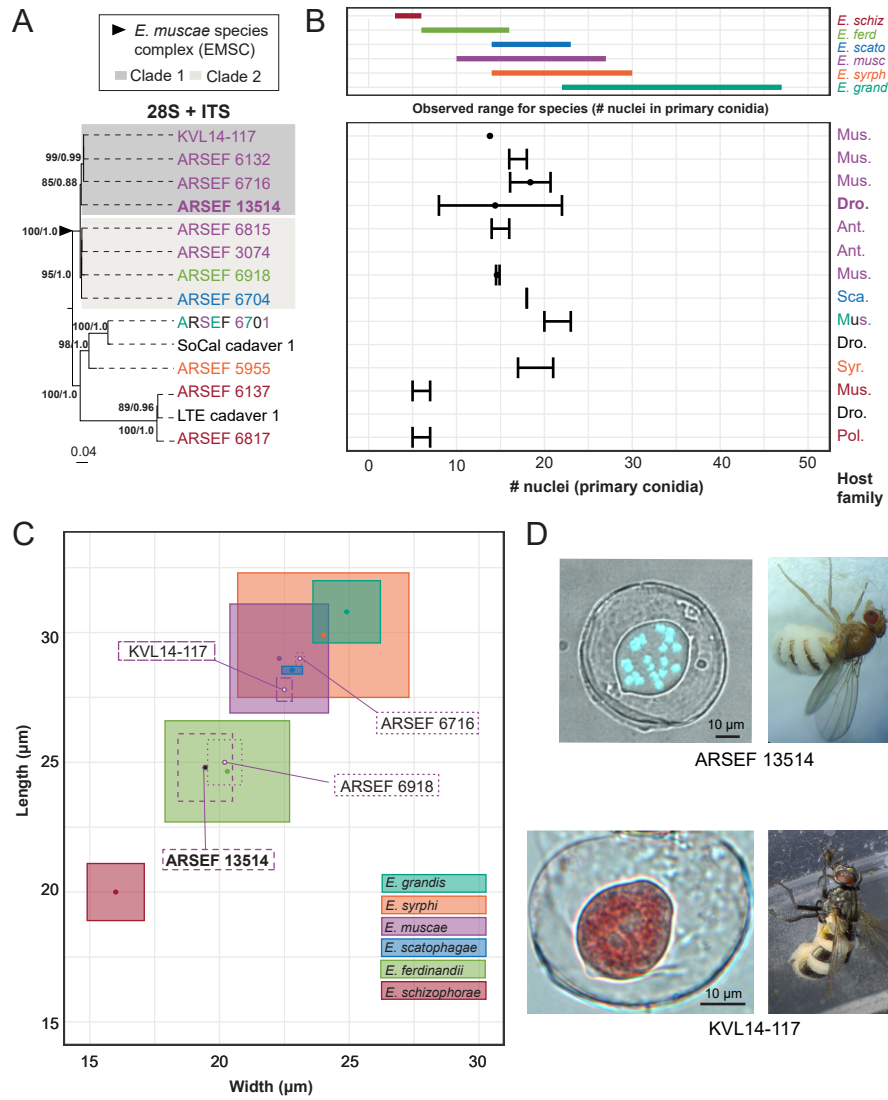 A
E. muscae species
complex (EMSC)
Clade 1 Clade 2
28S + ITS
KVL14-117
ARSEF 6132
ARSEF 6716
ARSEF 13514
ARSEF 6815
ARSEF 3074
ARSEF 6918
ARSEF 6704
ARSEF 6701
SoCal cadaver 1
ARSEF 5955
ARSEF 6137
LTE cadaver 1
ARSEF 6817
99/0.99
85/0.88
100/1.0
95/1.0
100/1.0
98/1.0
100/1.0
89/0.96
100/1.0
0.04
B
E. schiz
E. ferd
E. scato
E. musc
E. syrph
E. grand
Observed range for species (# nuclei in primary conidia)
Mus.
Mus.
Mus.
Dro.
Ant.
Ant.
Mus.
Sca.
Mus.
Dro.
Syr.
Mus.
Dro.
Pol.
0 10 20 30 40 50
# nuclei (primary conidia)
Host
family
C
30
25
20
15
Length (µm)
KVL14-117
ARSEF 6716
ARSEF 6918
ARSEF 13514
E. grandis
E. syrphi
E. muscae
E. scatophagae
E. ferdinandii
E. schizophorae
15 20 25 30
Width (µm)
D
10 µm
ARSEF 13514
10 µm
KVL14-117